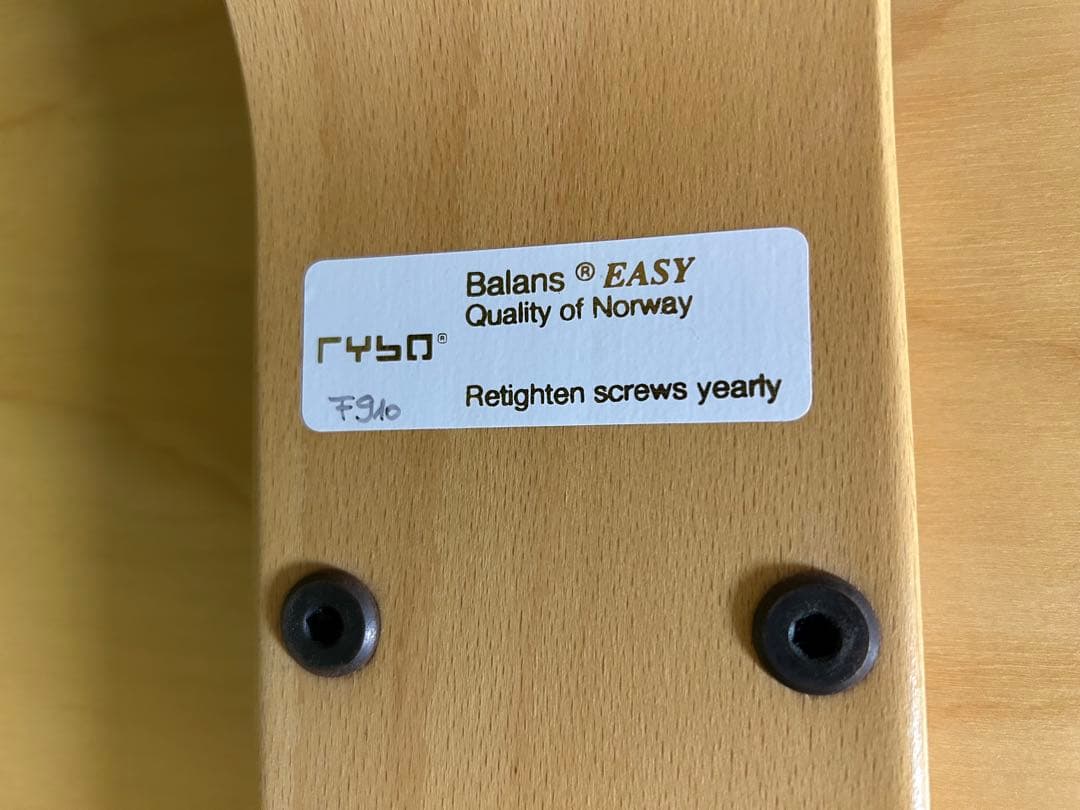 Balans ® EASY
Quality of Norway
rybo®
Retighten screws yearly
F910